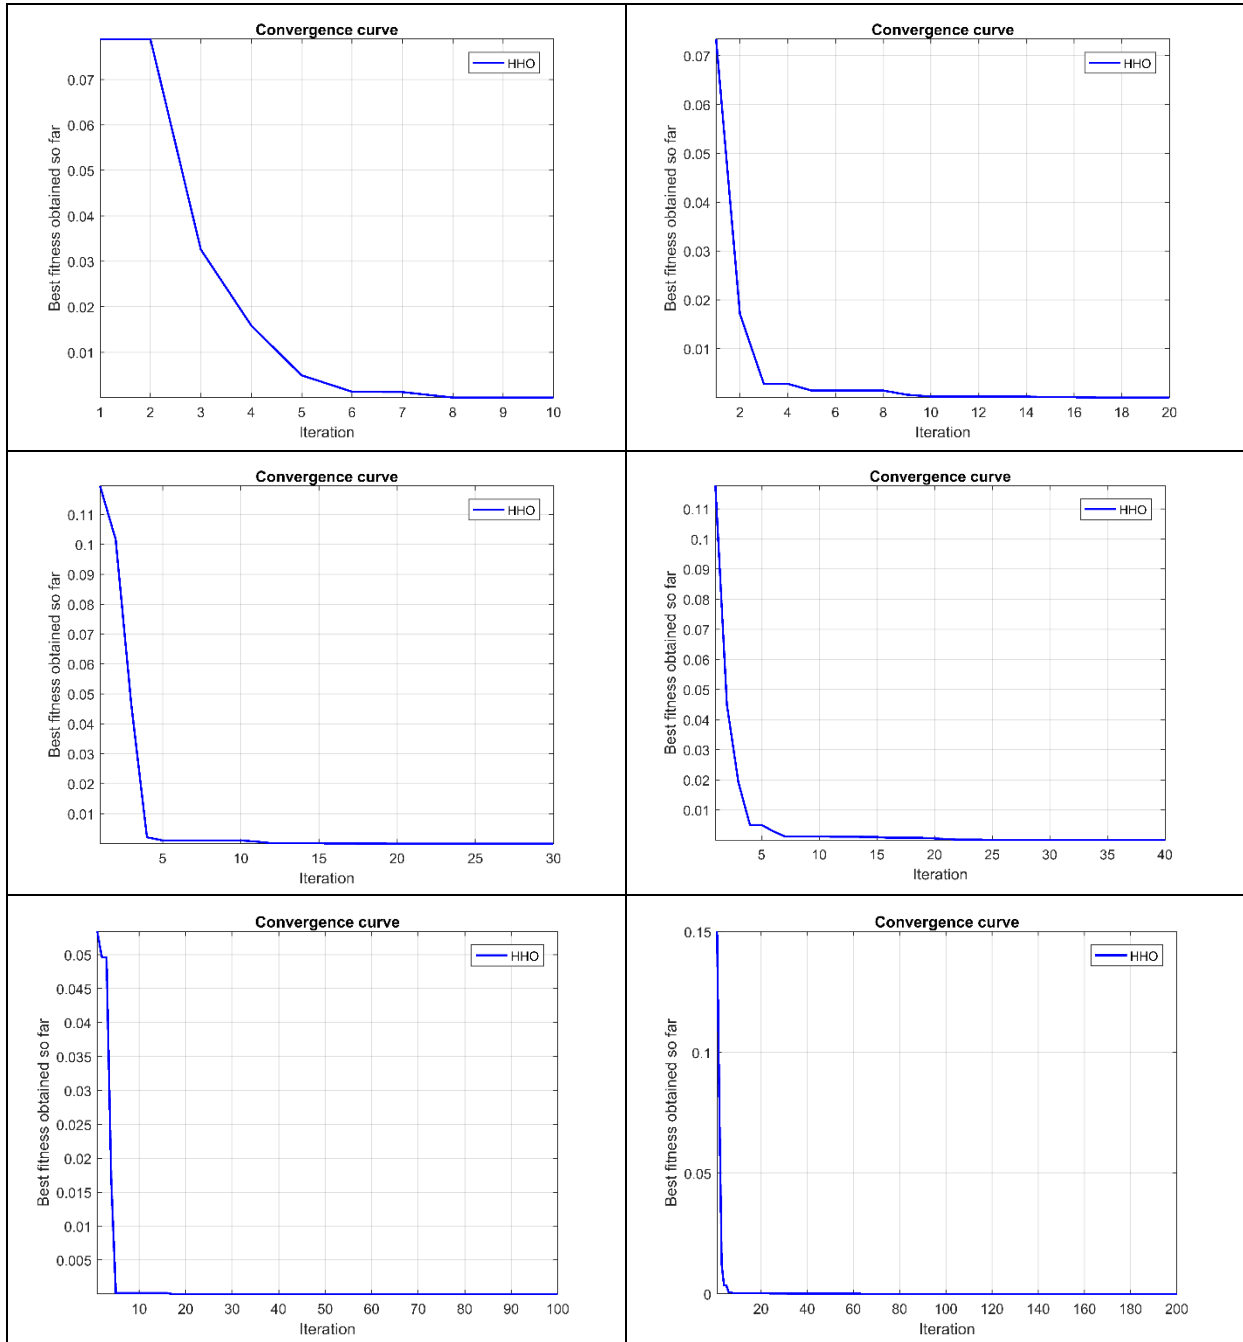 Convergence curve
HHO
Best fitness obtained so far
0.07
0.06
0.05
0.04
0.03
0.02
0.01
1 2 3 4 5 6 7 8 9 10
Iteration
Convergence curve
HHO
Best fitness obtained so far
0.07
0.06
0.05
0.04
0.03
0.02
0.01
2 4 6 8 10 12 14 16 18 20
Iteration
Convergence curve
HHO
Best fitness obtained so far
0.11
0.1
0.09
0.08
0.07
0.06
0.05
0.04
0.03
0.02
0.01
5 10 15 20 25 30
Iteration
Convergence curve
HHO
Best fitness obtained so far
0.11
0.1
0.09
0.08
0.07
0.06
0.05
0.04
0.03
0.02
0.01
5 10 15 20 25 30 35 40
Iteration
Convergence curve
HHO
Best fitness obtained so far
0.05
0.045
0.04
0.035
0.03
0.025
0.02
0.015
0.01
0.005
10 20 30 40 50 60 70 80 90 100
Iteration
Convergence curve
HHO
Best fitness obtained so far
0.15
0.1
0.05
0
20 40 60 80 100 120 140 160 180 200
Iteration